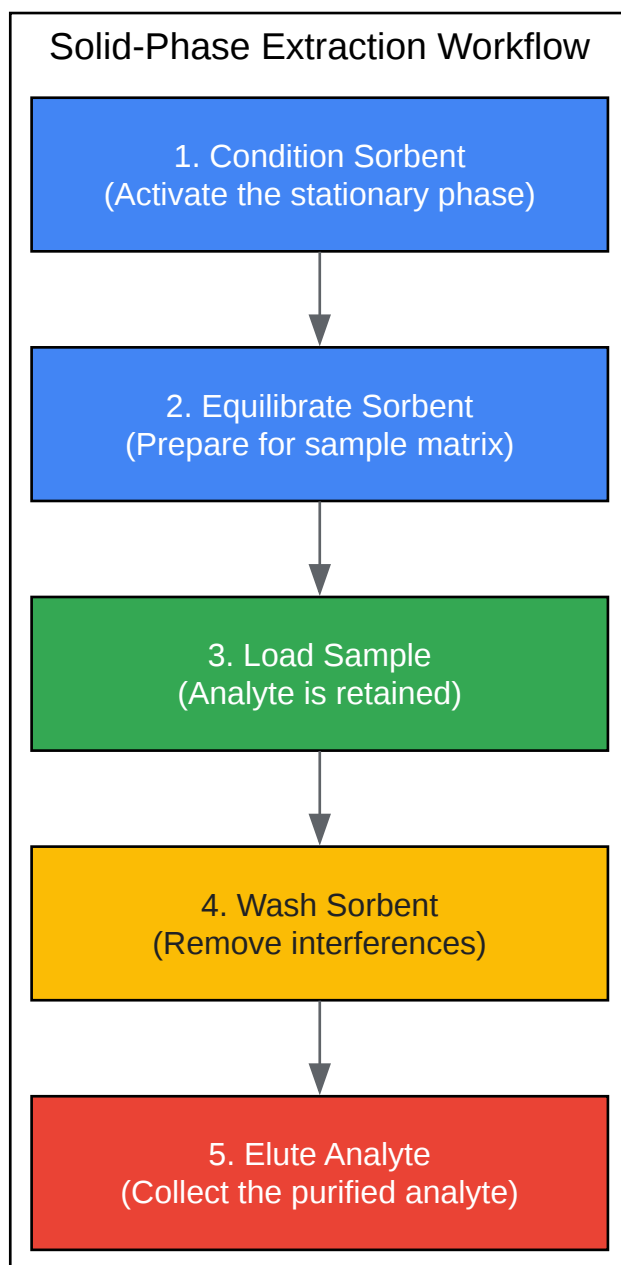 Solid-Phase Extraction Workflow
1. Condition Sorbent
(Activate the stationary phase)
2. Equilibrate Sorbent
(Prepare for sample matrix)
3. Load Sample
(Analyte is retained)
4. Wash Sorbent
(Remove interferences)
5. Elute Analyte
(Collect the purified analyte)